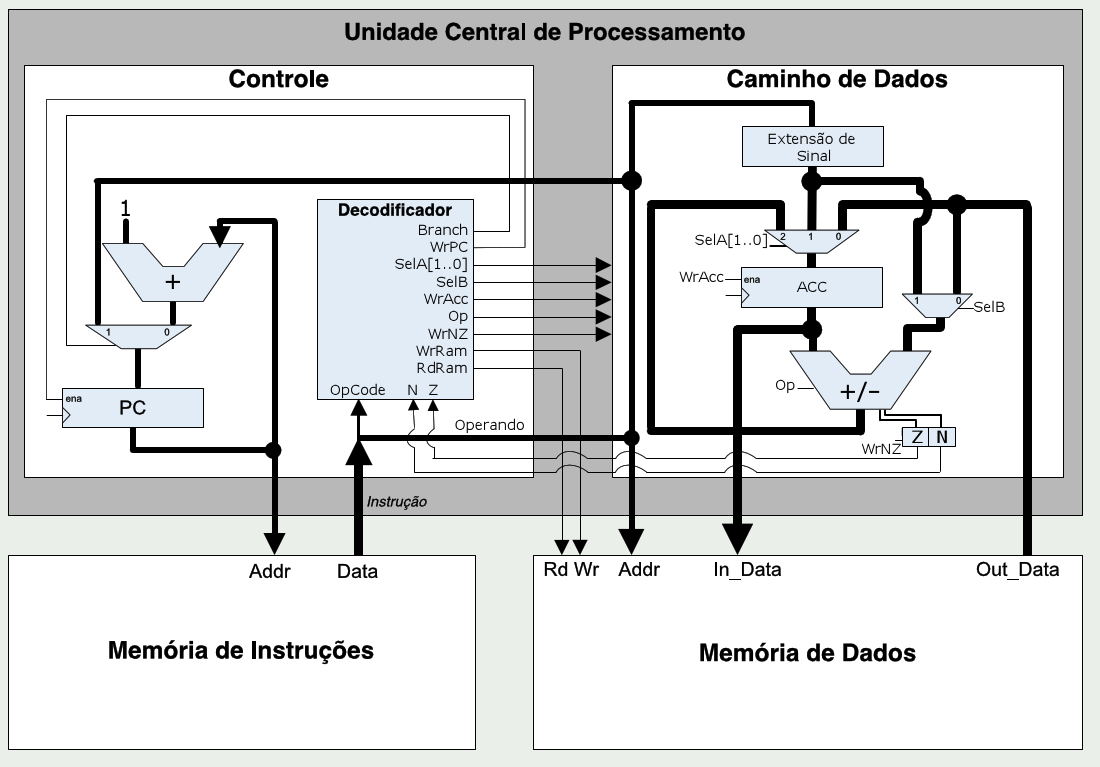 Unidade Central de Processamento
Controle
Caminho de Dados
Extensão de
Sinal
1
Decodificador
Branch
WrPC
SelA[1..0]
SelB
WrAcc
Op
WrNZ
WrRam
RdRam
OpCode N Z
+
1 0
ena
PC
SelA[1..0]
2 1 0
WrAcc
ena
ACC
1 0
SelB
Op
+/-
Z N
WrNZ
Operando
Instrução
Addr
Data
Rd Wr
Addr
In_Data
Out_Data
Memória de Instruções
Memória de Dados